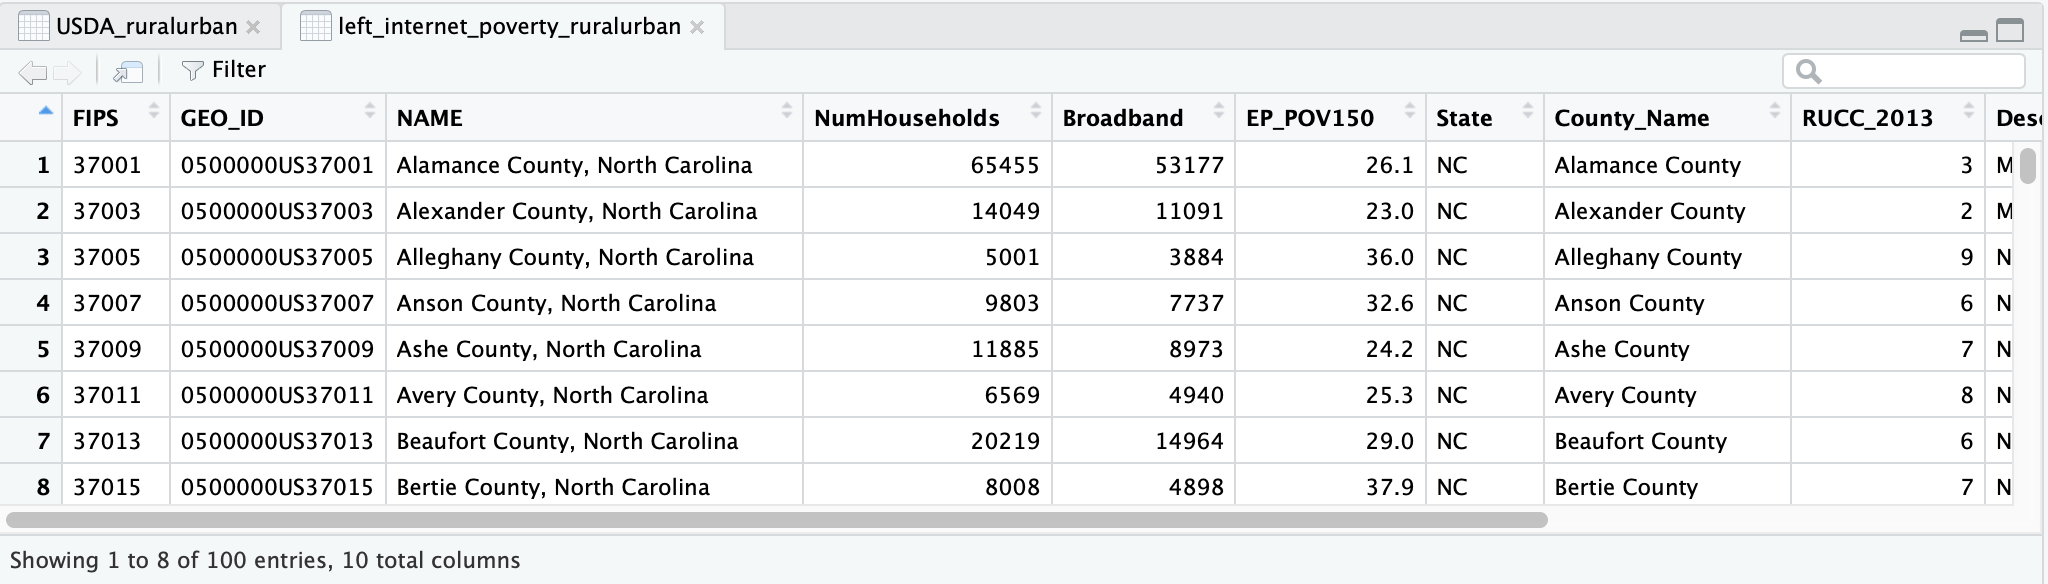 USDA_ruralurban × left_internet_poverty_ruralurban ×
Filter
FIPS GEO_ID NAME NumHouseholds Broadband EP_POV150 State County_Name RUCC_2013 Des
1 37001 0500000US37001 Alamance County, North Carolina 65455 53177 26.1 NC Alamance County 3 M
2 37003 0500000US37003 Alexander County, North Carolina 14049 11091 23.0 NC Alexander County 2 M
3 37005 0500000US37005 Alleghany County, North Carolina 5001 3884 36.0 NC Alleghany County 9 N
4 37007 0500000US37007 Anson County, North Carolina 9803 7737 32.6 NC Anson County 6 N
5 37009 0500000US37009 Ashe County, North Carolina 11885 8973 24.2 NC Ashe County 7 N
6 37011 0500000US37011 Avery County, North Carolina 6569 4940 25.3 NC Avery County 8 N
7 37013 0500000US37013 Beaufort County, North Carolina 20219 14964 29.0 NC Beaufort County 6 N
8 37015 0500000US37015 Bertie County, North Carolina 8008 4898 37.9 NC Bertie County 7 N
Showing 1 to 8 of 100 entries, 10 total columns